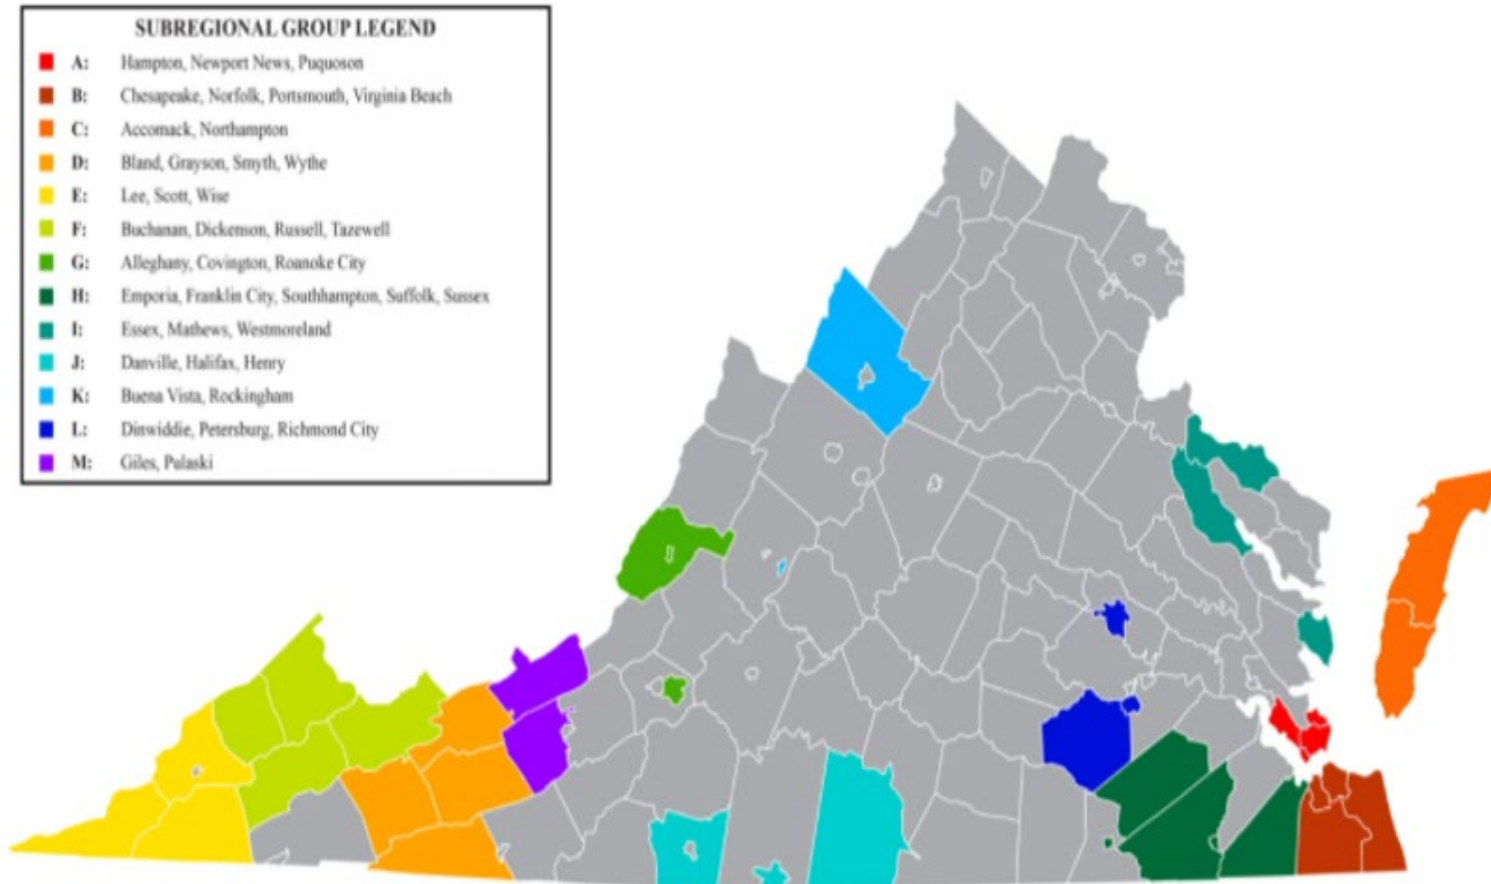 SUBREGIONAL GROUP LEGEND
A: Hampton, Newport News, Puquoson
B: Chesapeake, Norfolk, Portsmouth, Virginia Beach
C: Accomack, Northampton
D: Bland, Grayson, Smyth, Wythe
E: Lee, Scott, Wise
F: Buchanan, Dickenson, Russell, Tazewell
G: Alleghany, Covington, Roanoke City
H: Emporia, Franklin City, Southhampton, Suffolk, Sussex
I: Essex, Mathews, Westmoreland
J: Danville, Halifax, Henry
K: Buena Vista, Rockingham
L: Dinwiddie, Petersburg, Richmond City
M: Giles, Pulaski